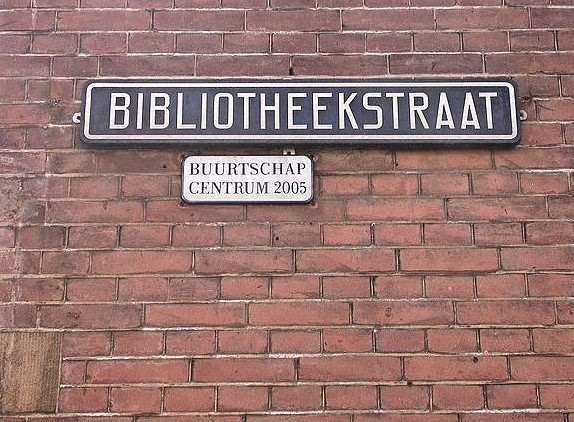 BIBLIOTHEEKSTRAAT
BUURTSCHAP
CENTRUM 2005